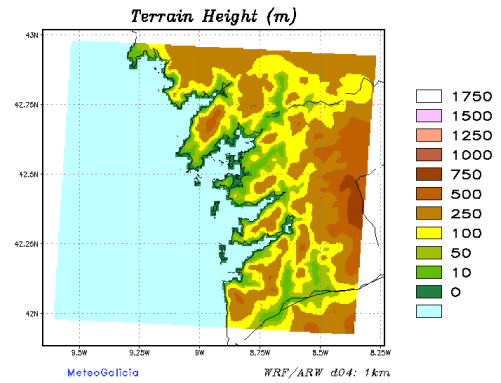 Terrain Height (m)
43N
42.75N
42.5N
42.25N
42N
9.5W
9.25W
9W
8.75W
8.5W
8.25W
1750
1500
1250
1000
750
500
250
100
50
10
0
MeteoGalicia
WRF/ARW d04: 1km